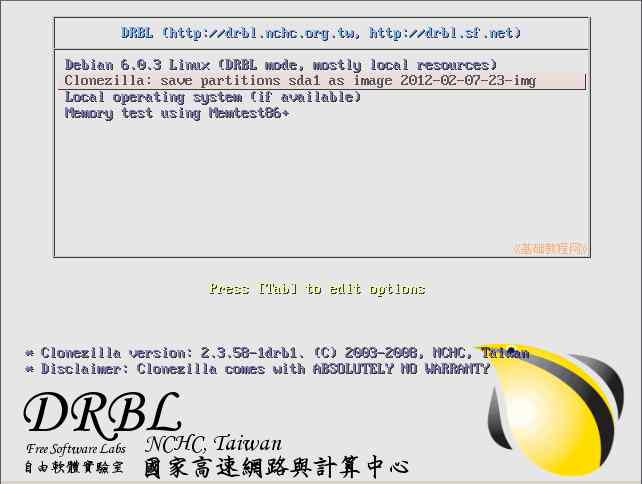 DRBL (http://drbl.nchc.org.tw, http://drbl.sf.net)
Debian 6.0.3 Linux (DRBL mode, mostly local resources)
Clonezilla: save partitions sda1 as image 2012-02-07-23-img
Local operating system (if available)
Memory test using Memtest86+
《基础教程网》
Press [Tab] to edit options
* Clonezilla version: 2.3.58-1drbl. (C) 2003-2008, NCHC, Taiwan
* Disclaimer: Clonezilla comes with ABSOLUTELY NO WARRANTY
DRBL
Free Software Labs
NCHC, Taiwan
自由軟體實驗室
國家高速網路與計算中心